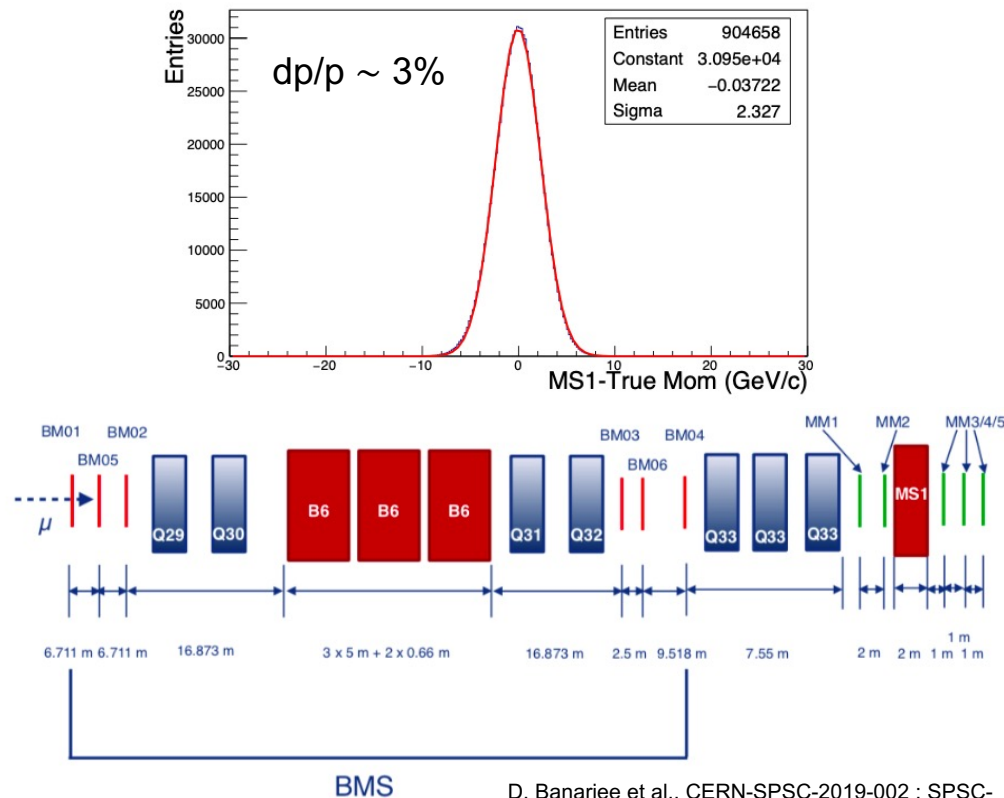 Entries
dp/p ~ 3%
Entries 904658
Constant 3.095e+04
Mean −0.03722
Sigma 2.327
30000
25000
20000
15000
10000
5000
0
−30 −20 −10 0 10 20 30
MS1-True Mom (GeV/c)
BM01 BM02 BM03 BM04 MM1 MM2 MM3/4/5
BM05 BM06
μ
B6 B6 B6 MS1
Q29 Q30 Q31 Q32 Q33 Q33 Q33
1 m
6.711 m 6.711 m 16.873 m 3 x 5 m + 2 x 0.66 m 16.873 m 2.5 m 9.518 m 7.55 m 2 m 2 m 1 m 1 m
BMS
D. Banarjee et al., CERN-SPSC-2019-002 ; SPSC-